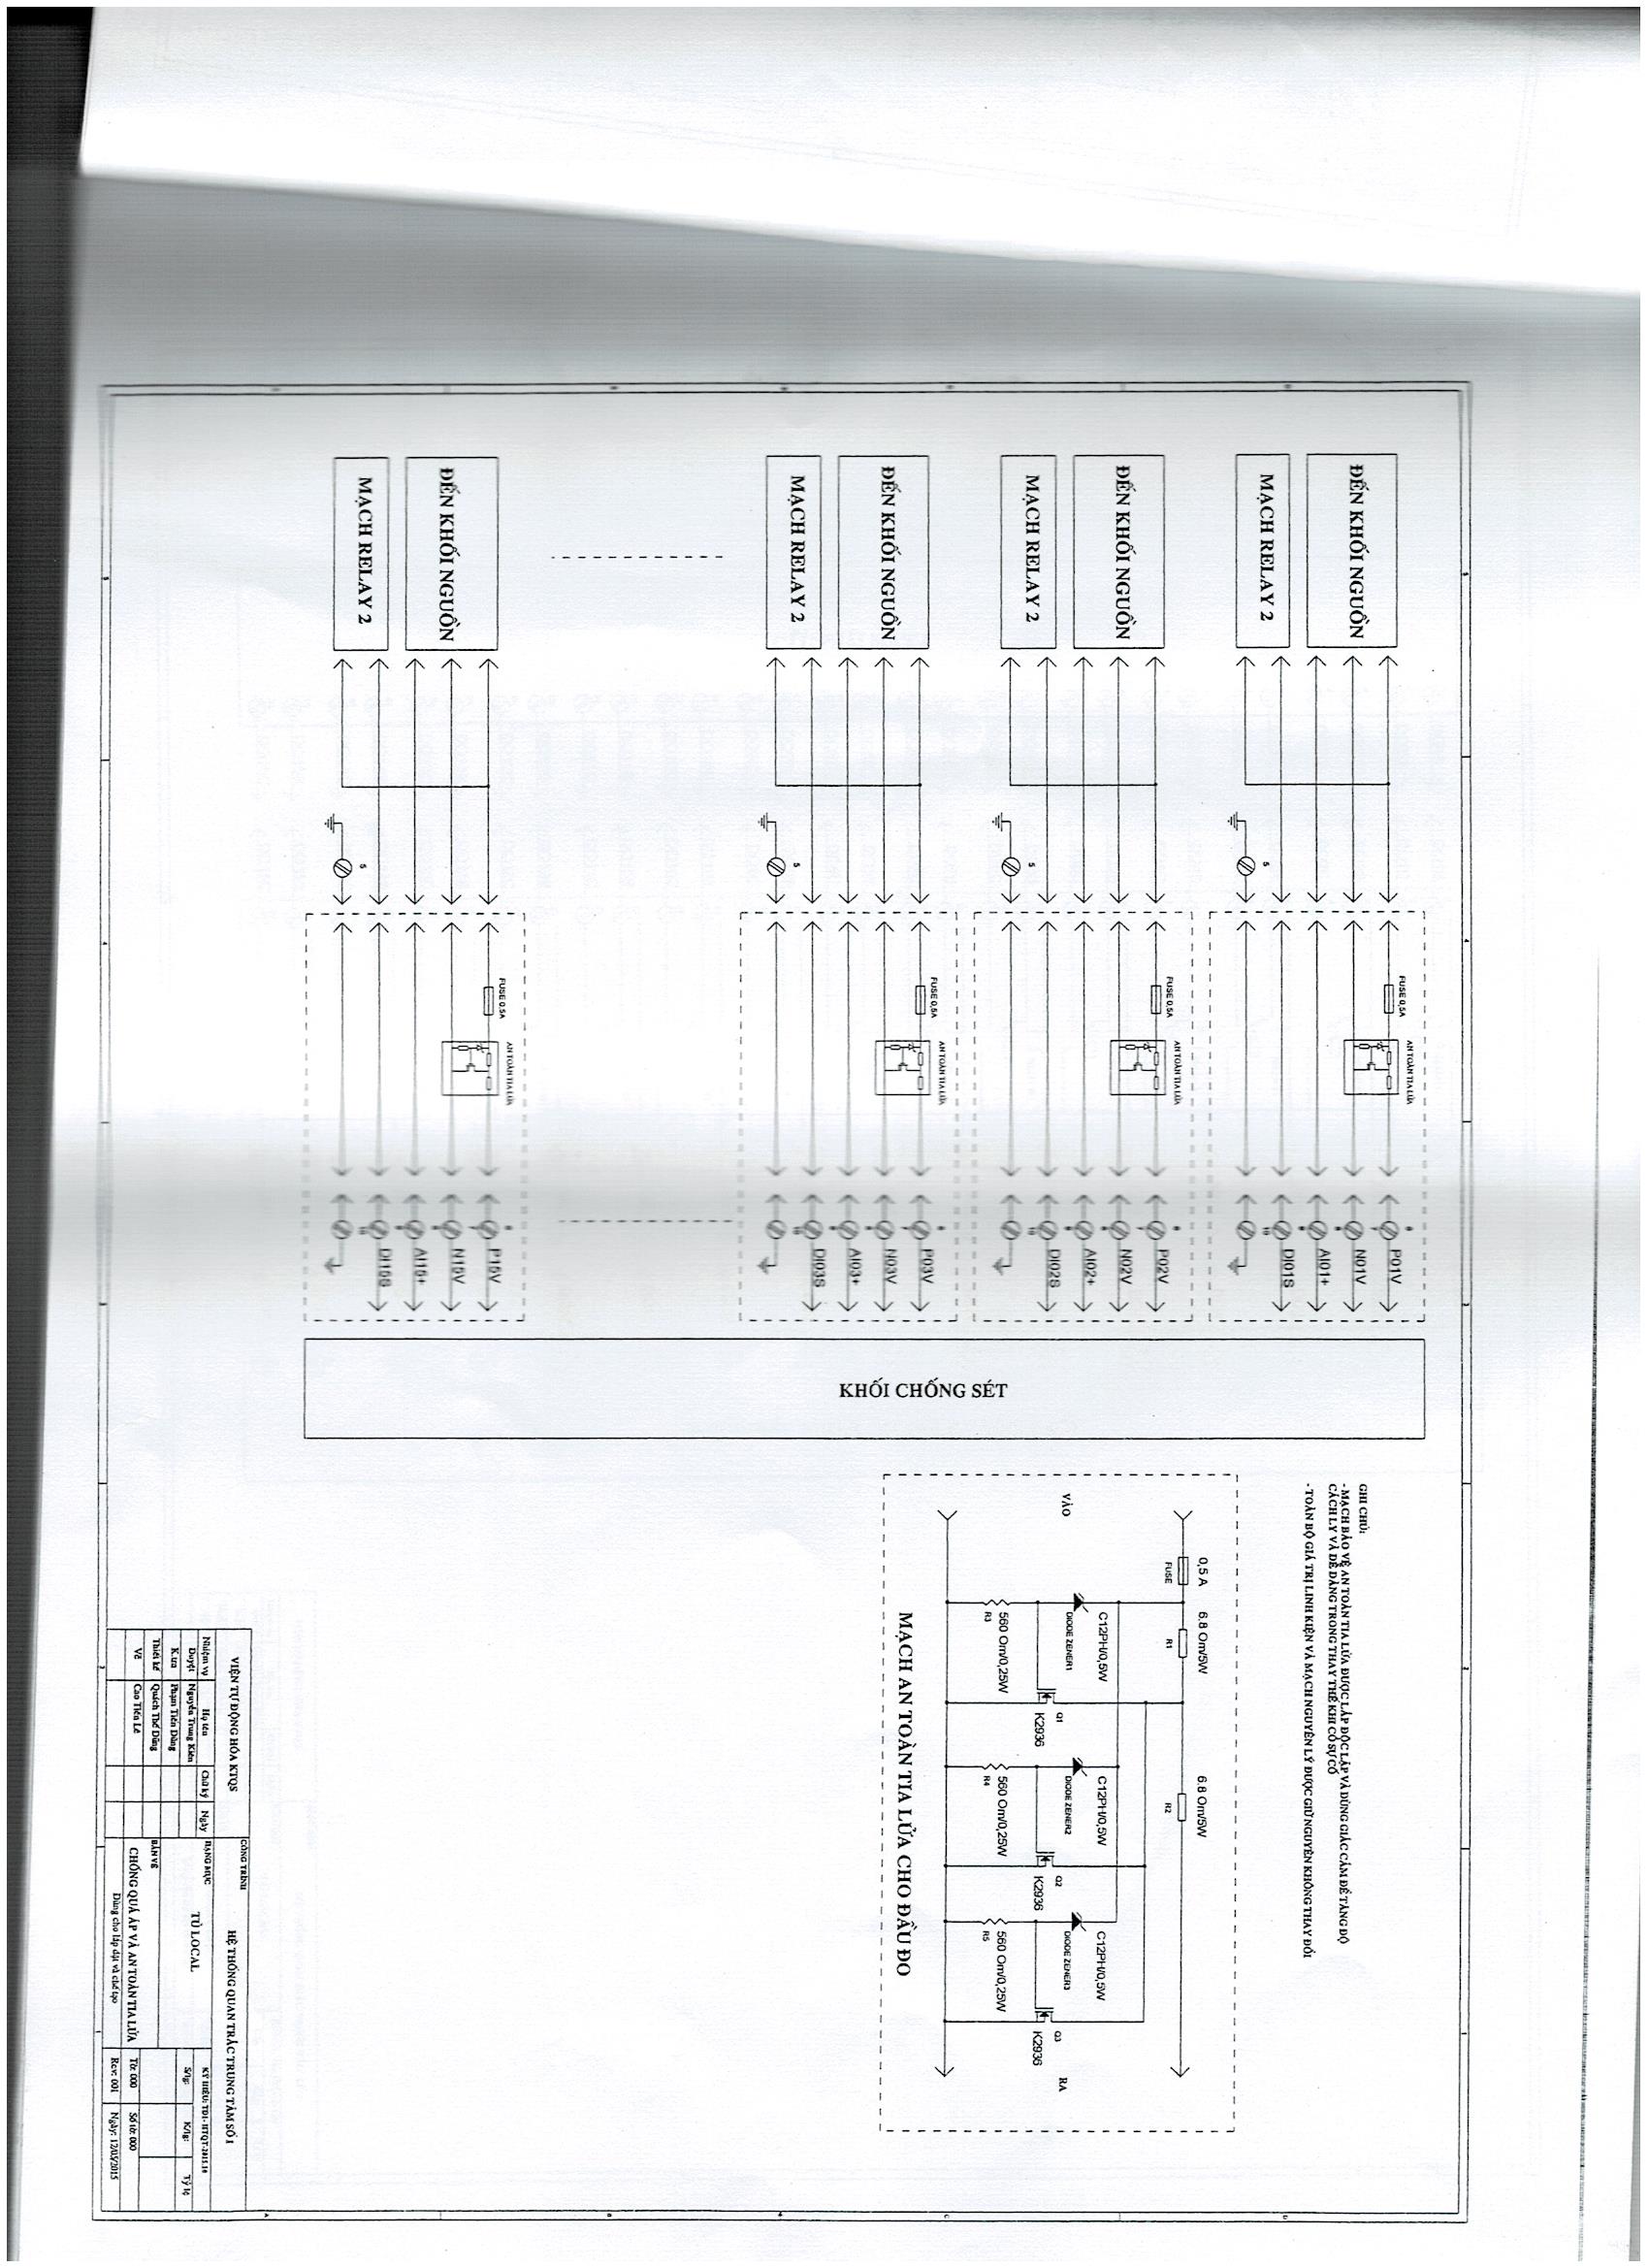 ĐẾN KHỐI NGUỒN
MẠCH RELAY 2
5
FUSE 0,5A
AN TOÀN TIA LỬA
P01V
N01V
AI01+
DI01S
10
ĐẾN KHỐI NGUỒN
MẠCH RELAY 2
5
FUSE 0,5A
AN TOÀN TIA LỬA
P02V
N02V
AI02+
DI02S
10
ĐẾN KHỐI NGUỒN
MẠCH RELAY 2
5
FUSE 0,5A
AN TOÀN TIA LỬA
P03V
N03V
AI03+
DI03S
10
ĐẾN KHỐI NGUỒN
MẠCH RELAY 2
5
FUSE 0.5A
AN TOÀN TIA LỬA
P15V
N15V
AI15+
DI15S
10
KHỐI CHỐNG SÉT
GHI CHÚ:
- MẠCH BẢO VỆ AN TOÀN TIA LỬA ĐƯỢC LẮP ĐỘC LẬP VÀ DÙNG GIẮC CẮM ĐỂ TĂNG ĐỘ
CÁCH LY VÀ DỄ DÀNG TRONG THAY THẾ KHI CÓ SỰ CỐ
- TOÀN BỘ GIÁ TRỊ LINH KIỆN VÀ MẠCH NGUYÊN LÝ ĐƯỢC GIỮ NGUYÊN KHÔNG THAY ĐỔI
0,5 A 6.8 Om/5W 6.8 Om/5W
FUSE R1 R2
C12PH/0,5W C12PH/0,5W C12PH/0,5W
VÀO DIODE ZENER1 DIODE ZENER2 DIODE ZENER3 RA
Q1 Q2 Q3
K2936 K2936 K2936
560 Om/0,25W 560 Om/0,25W 560 Om/0,25W
R3 R4 R5
MẠCH AN TOÀN TIA LỬA CHO ĐẦU ĐO
VIỆN TỰ ĐỘNG HÓA KTQS
CÔNG TRÌNH
HỆ THỐNG QUAN TRẮC TRUNG TÂM SỐ 1
Nhiệm vụ Họ tên Chữ ký Ngày
Duyệt Nguyễn Trung Kiên
K.tra Phạm Tiến Dũng
Thiết kế Quách Thế Dũng
Vẽ Cao Tiến Lê
HẠNG MỤC
TỦ LOCAL
KÝ HIỆU: TĐ1- HTQT-2015.10
S/lg: K/lg: Tỷ lệ
BẢN VẼ
CHỐNG QUÁ ÁP VÀ AN TOÀN TIA LỬA
Dùng cho lắp đặt và chế tạo
Tờ: 000 Số tờ: 000
Rev: 001 Ngày: 12/05/2015